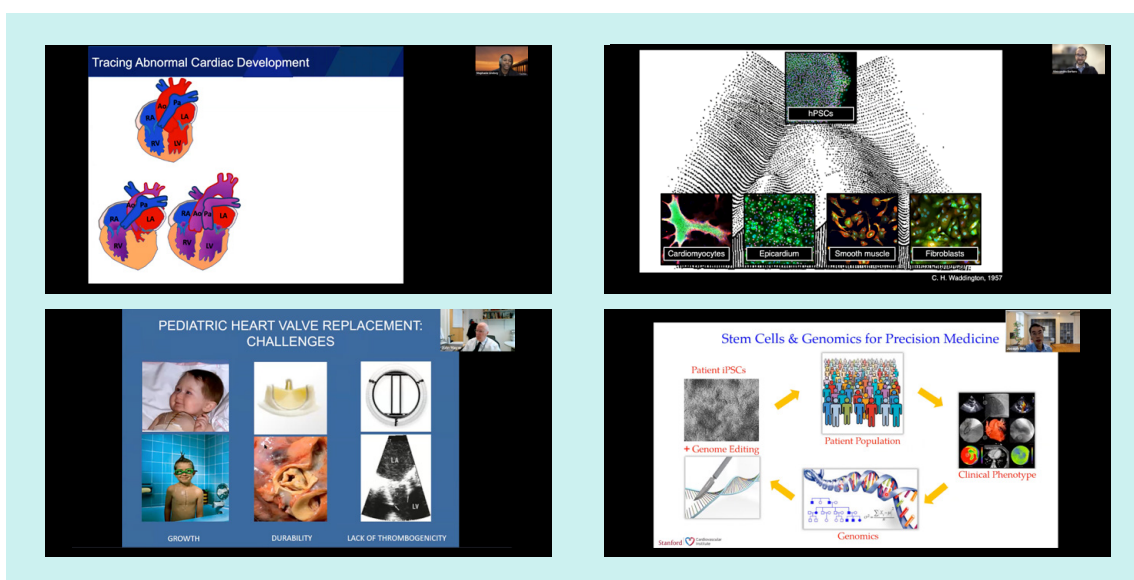 Tracing Abnormal Cardiac Development
Ao Pa
RA LA
RV LV
Ao Pa
RA LA
RV
RA Ao Pa LA
RV LV
hPSCs
Cardiomyocytes Epicardium Smooth muscle Fibroblasts
C. H. Waddington, 1957
PEDIATRIC HEART VALVE REPLACEMENT:
CHALLENGES
LA
LV
GROWTH DURABILITY LACK OF THROMBOGENICITY
Stem Cells & Genomics for Precision Medicine
Patient iPSCs
+ Genome Editing
Patient Population
Clinical Phenotype
Genomics
Stanford Cardiovascular
Institute